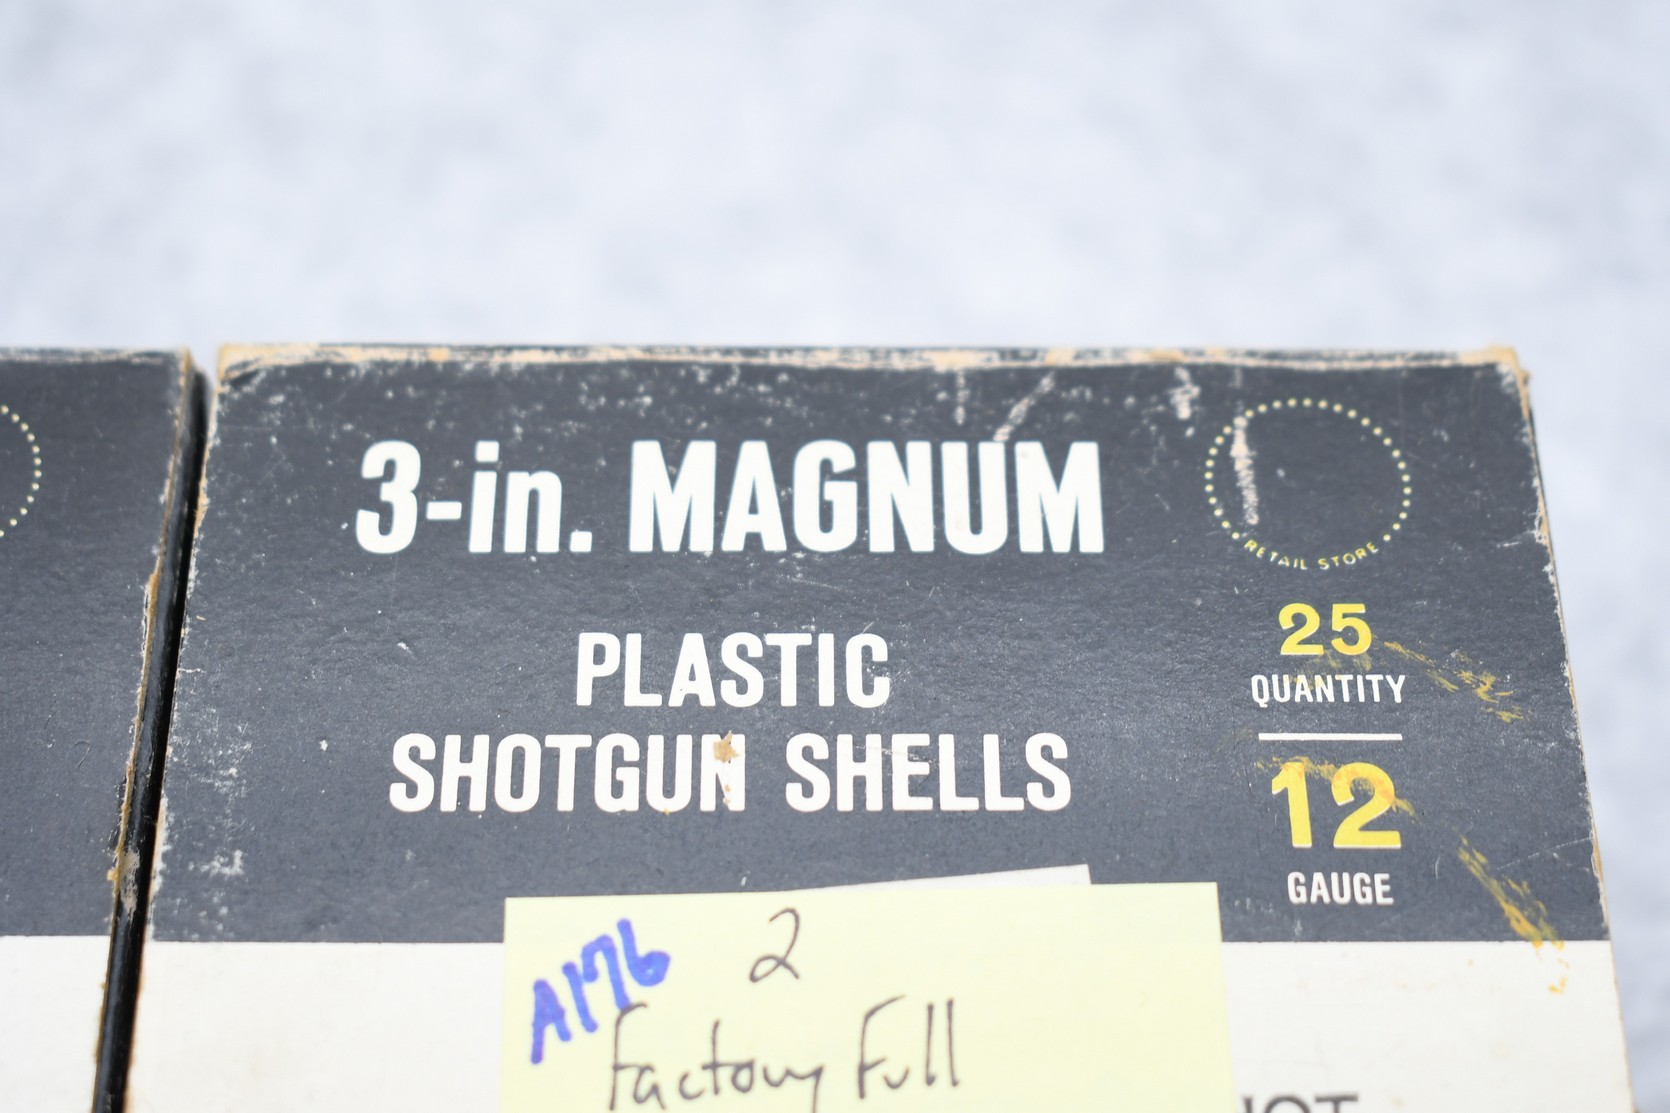 3-in. MAGNUM
PLASTIC
SHOTGUN SHELLS
RETAIL STORE
25
QUANTITY
12
GAUGE
A176
2
Factory Full